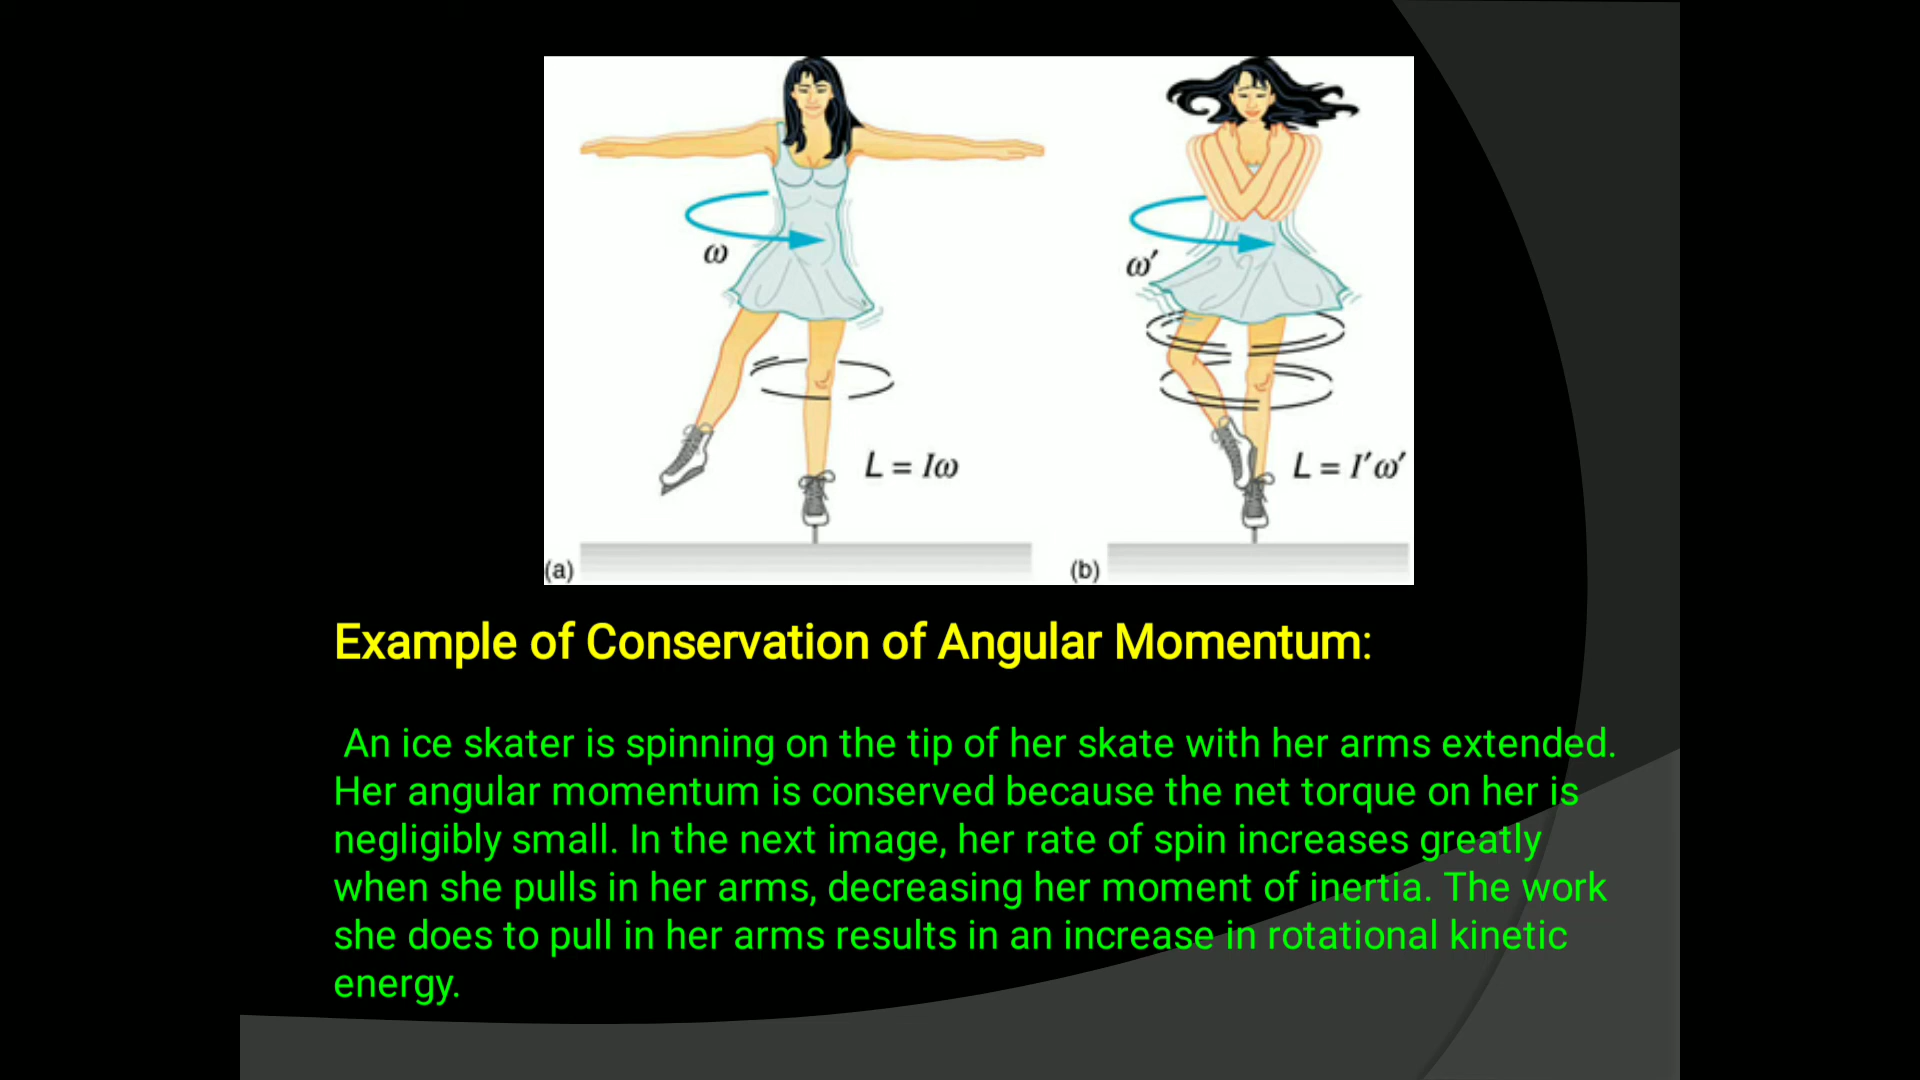 ω
ω′
L = Iω
L = I′ω′
(a)
(b)
Example of Conservation of Angular Momentum:
An ice skater is spinning on the tip of her skate with her arms extended.
Her angular momentum is conserved because the net torque on her is
negligibly small. In the next image, her rate of spin increases greatly
when she pulls in her arms, decreasing her moment of inertia. The work
she does to pull in her arms results in an increase in rotational kinetic
energy.